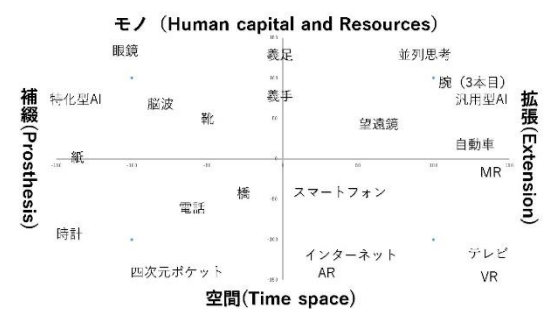 モノ（Human capital and Resources）
眼鏡
義足
並列思考
腕（3本目）
特化型AI
脳波
義手
汎用型AI
靴
望遠鏡
自動車
補綴(Prosthesis)
拡張(Extension)
紙
MR
橋
スマートフォン
電話
時計
インターネット
テレビ
四次元ポケット
AR
VR
空間(Time space)